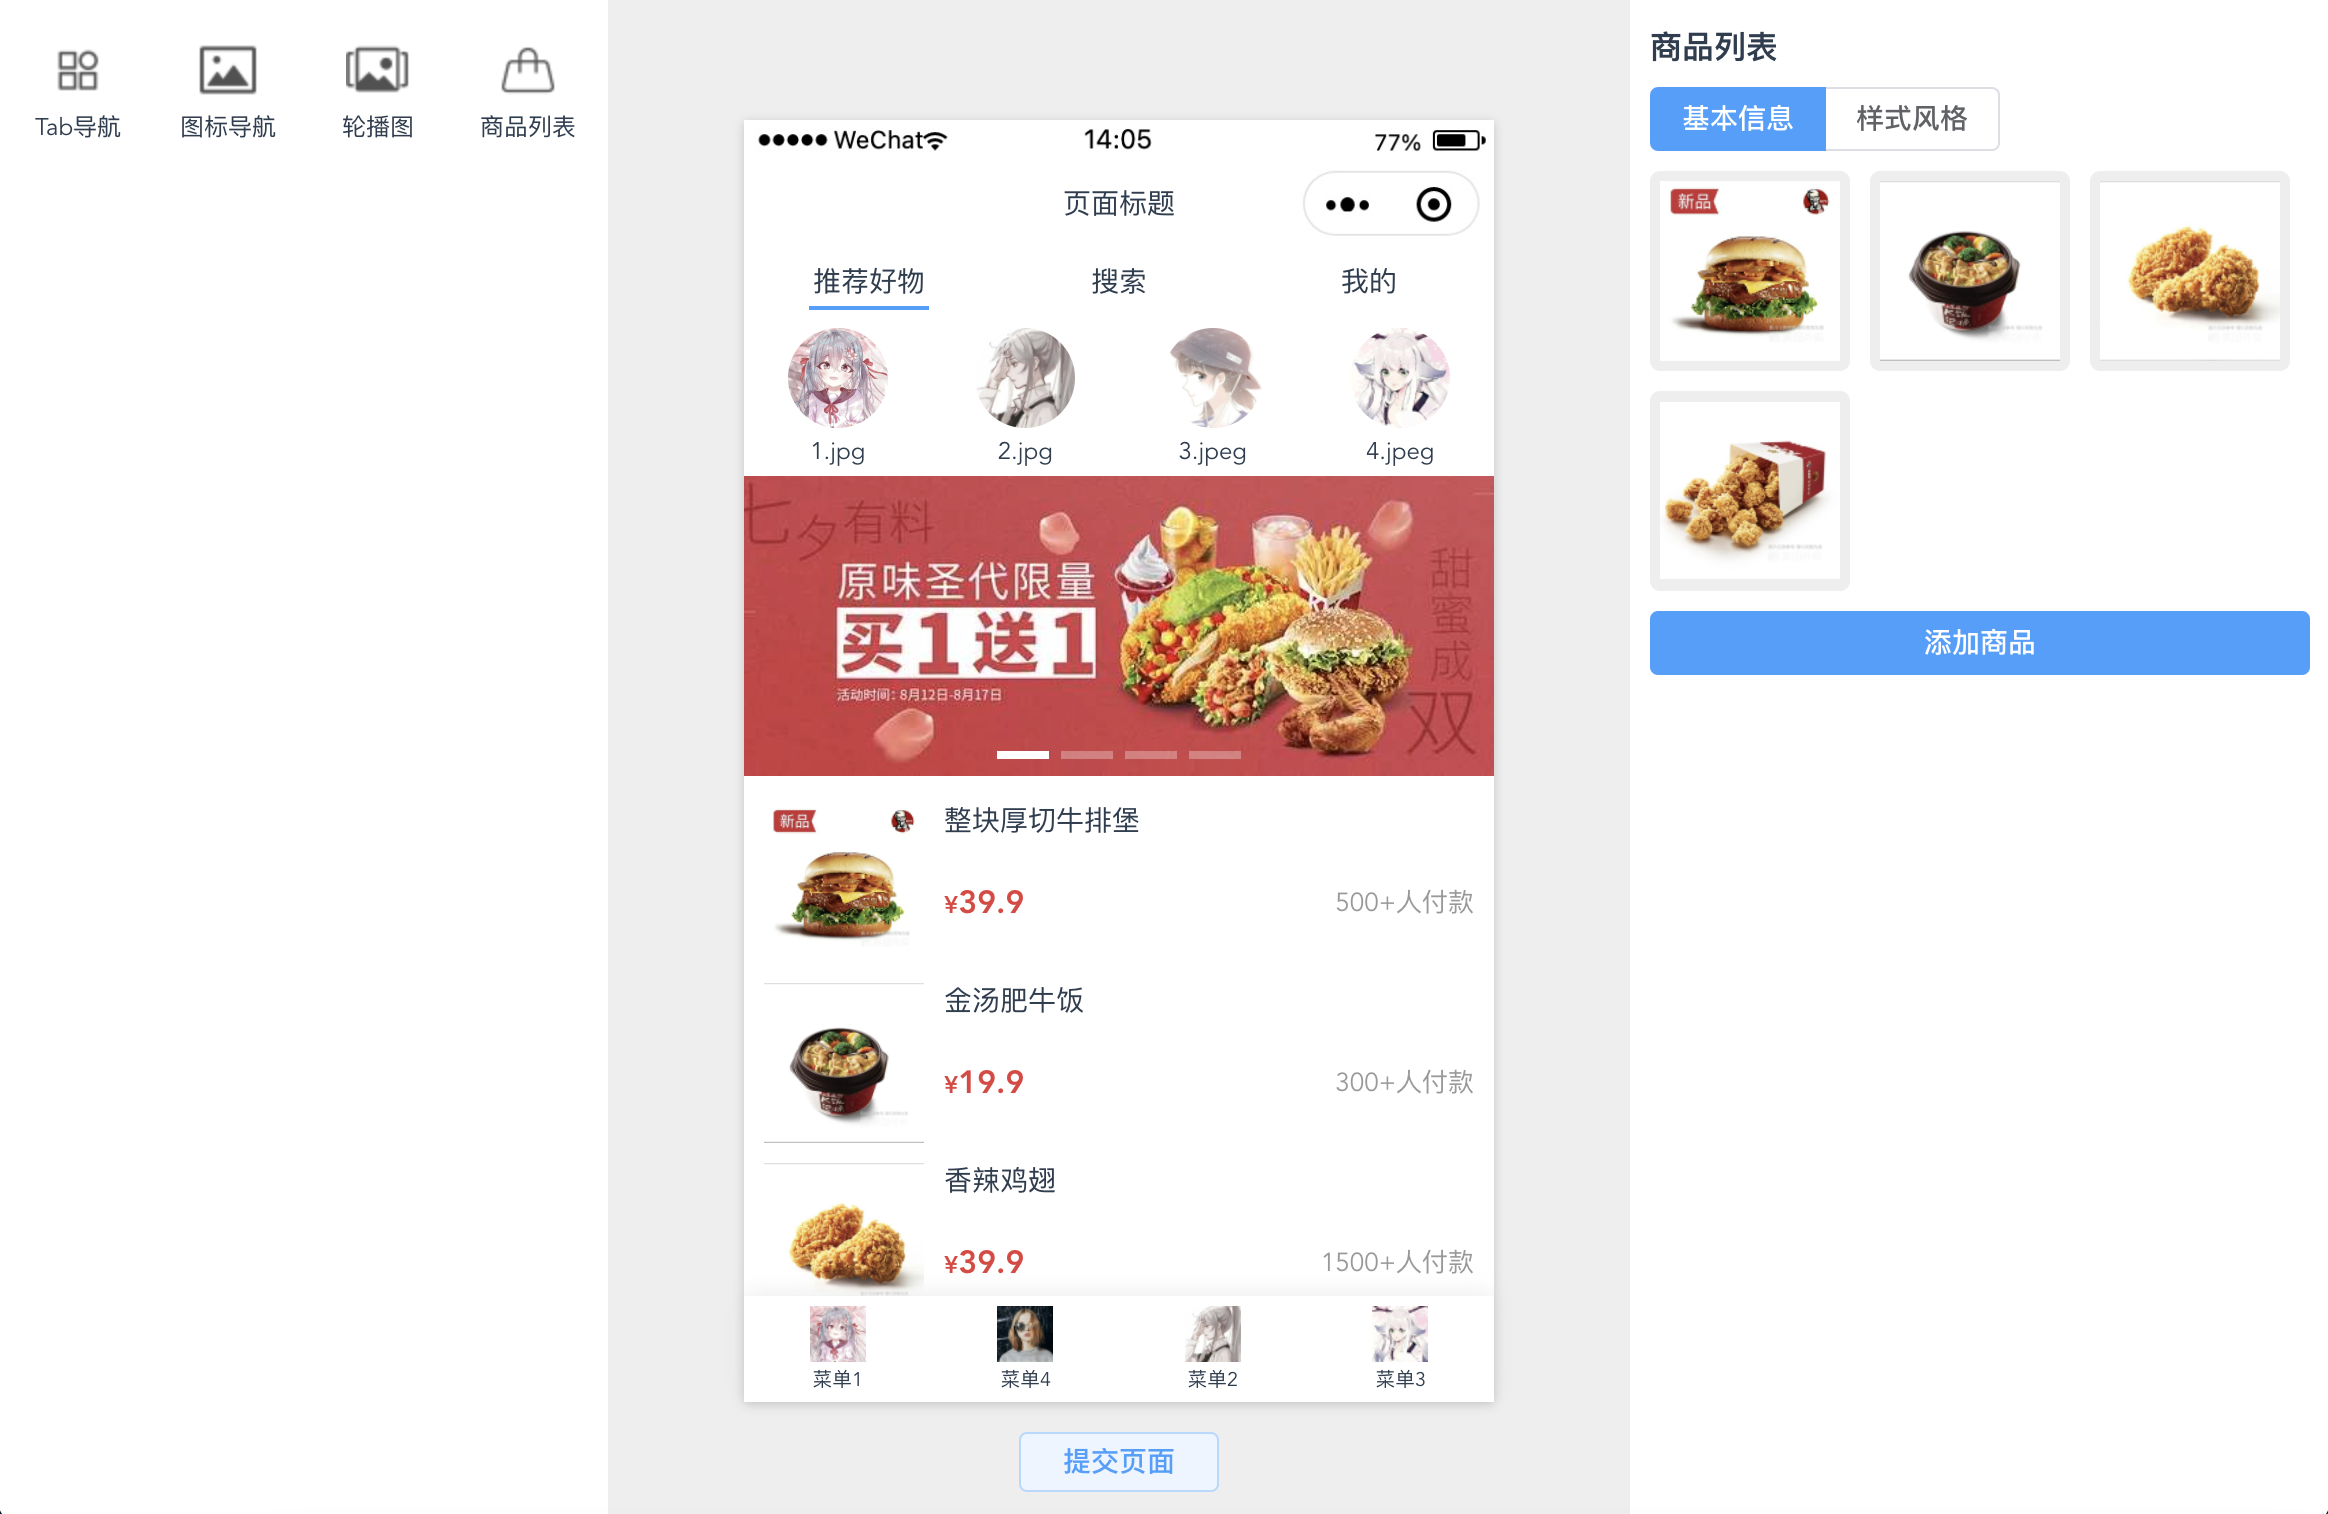 Tab导航
图标导航
轮播图
商品列表
WeChat
14:05
77%
页面标题
推荐好物
搜索
我的
1.jpg
2.jpg
3.jpeg
4.jpeg
七夕有料
原味圣代限量
买1送1
活动时间：8月12日-8月17日
甜蜜成双
新品
整块厚切牛排堡
¥39.9
500+人付款
金汤肥牛饭
¥19.9
300+人付款
香辣鸡翅
¥39.9
1500+人付款
菜单1
菜单4
菜单2
菜单3
提交页面
商品列表
基本信息
样式风格
新品
添加商品